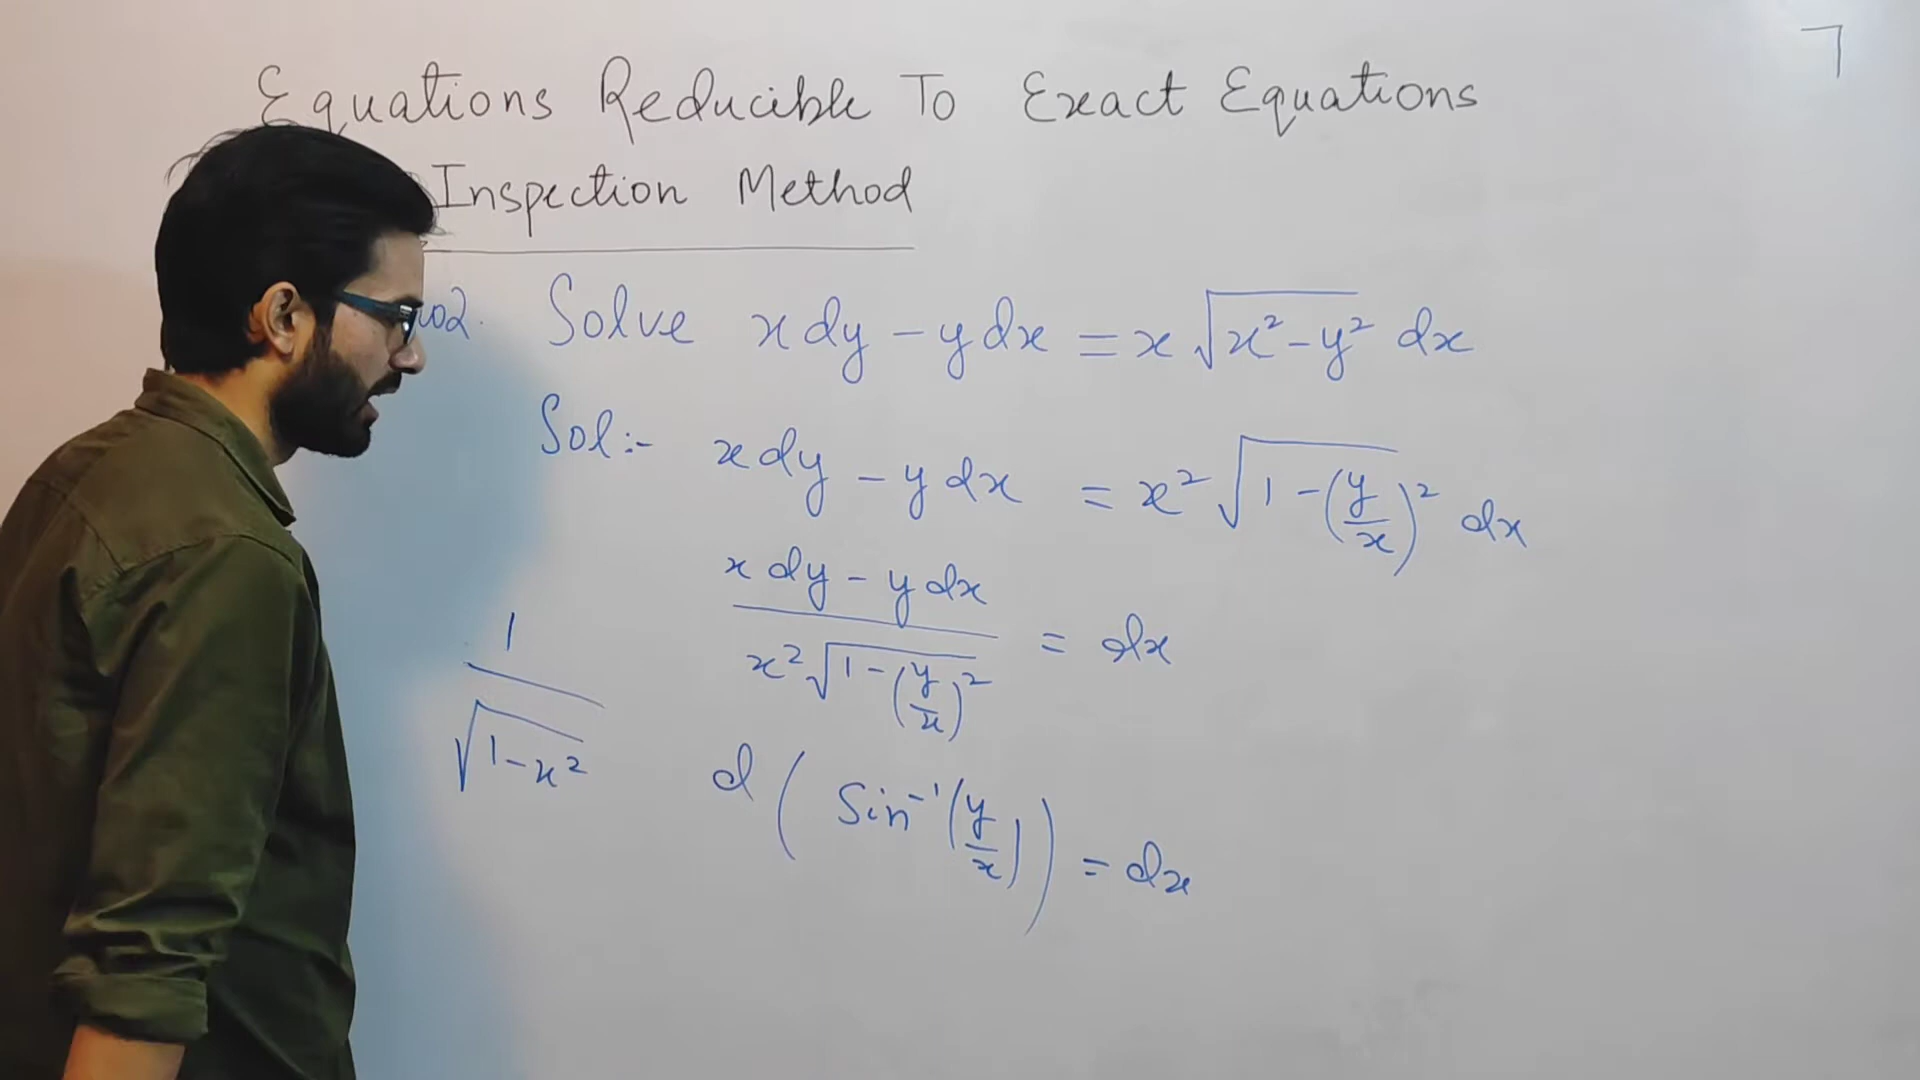 Equations Reducible To Exact Equations
Inspection Method
Solve x dy - y dx = x √(x² - y²) dx
Sol:- x dy - y dx = x² √(1 - (y/x)²) dx
(x dy - y dx) / (x² √(1 - (y/x)²)) = dx
1 / √(1 - x²)
d (Sin⁻¹(y/x)) = dx